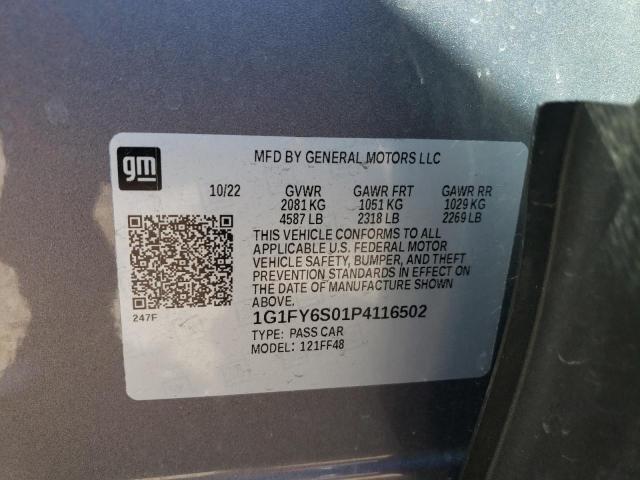 gm
MFD BY GENERAL MOTORS LLC
10/22 GVWR GAWR FRT GAWR RR
2081 KG 1051 KG 1029 KG
4587 LB 2318 LB 2269 LB
THIS VEHICLE CONFORMS TO ALL
APPLICABLE U.S. FEDERAL MOTOR
VEHICLE SAFETY, BUMPER, AND THEFT
PREVENTION STANDARDS IN EFFECT ON
THE DATE OF MANUFACTURE SHOWN
ABOVE.
247F
1G1FY6S01P4116502
TYPE: PASS CAR
MODEL: 121FF48